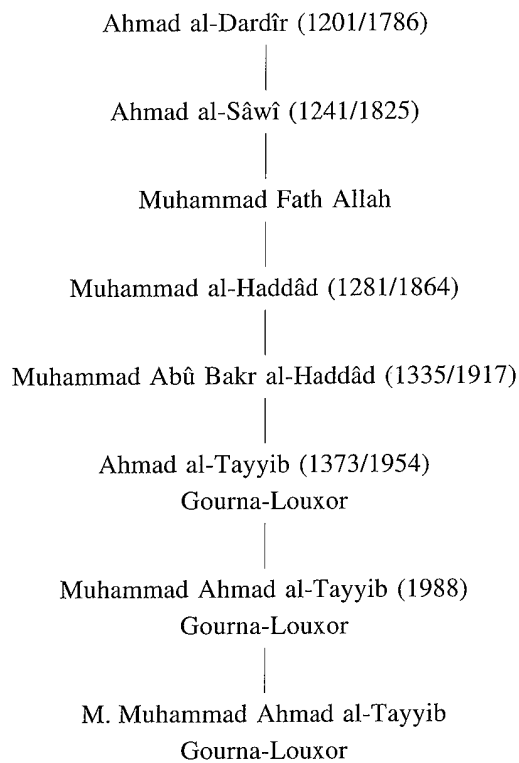 Ahmad al-Dardîr (1201/1786)
Ahmad al-Sâwî (1241/1825)
Muhammad Fath Allah
Muhammad al-Haddâd (1281/1864)
Muhammad Abû Bakr al-Haddâd (1335/1917)
Ahmad al-Tayyib (1373/1954)
Gourna-Louxor
Muhammad Ahmad al-Tayyib (1988)
Gourna-Louxor
M. Muhammad Ahmad al-Tayyib
Gourna-Louxor